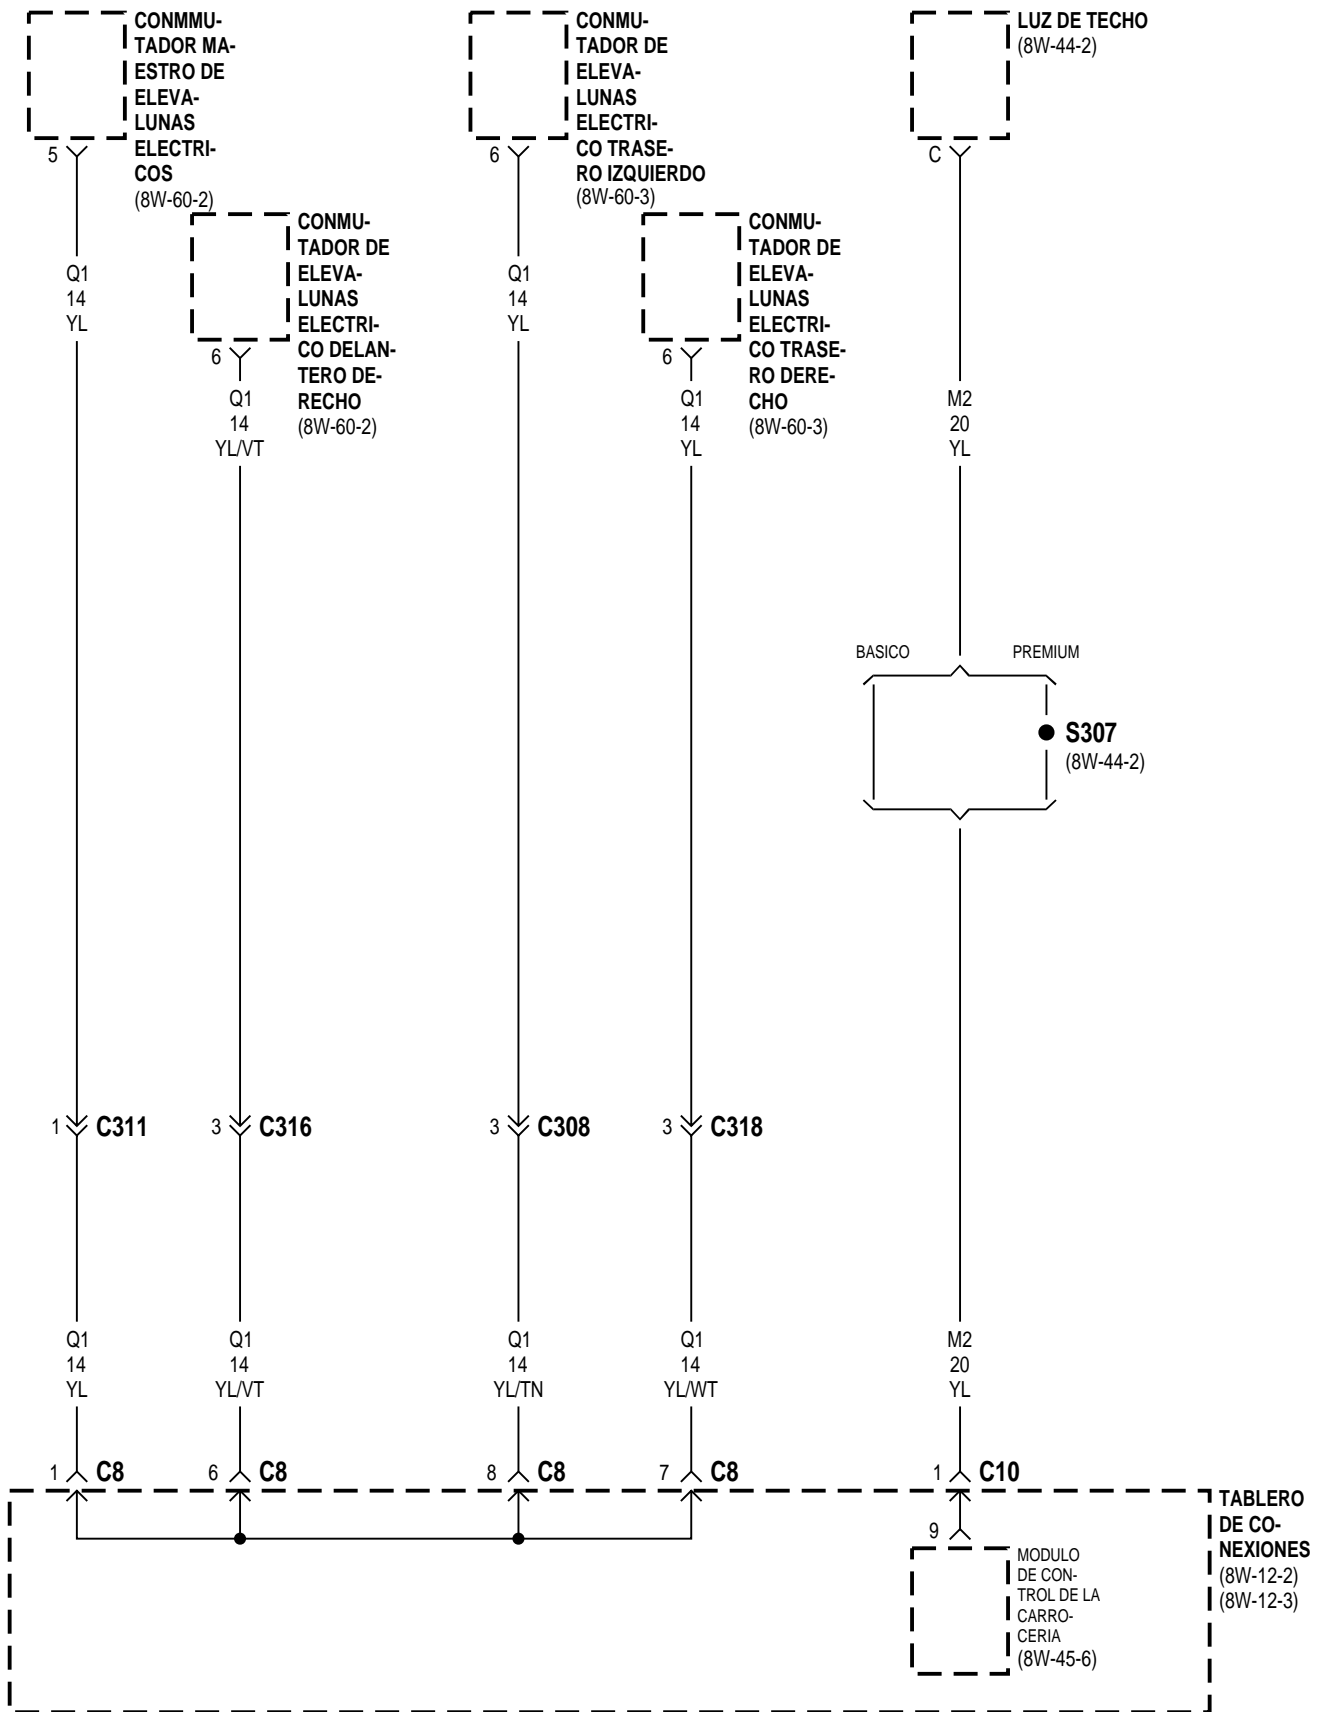 CONMMU-
TADOR MA-
ESTRO DE
ELEVA-
LUNAS
ELECTRI-
COS
(8W-60-2)
5
CONMU-
TADOR DE
ELEVA-
LUNAS
ELECTRI-
CO TRASE-
RO IZQUIERDO
(8W-60-3)
6
LUZ DE TECHO
(8W-44-2)
C
CONMU-
TADOR DE
ELEVA-
LUNAS
ELECTRI-
CO DELAN-
TERO DE-
RECHO
(8W-60-2)
6
CONMU-
TADOR DE
ELEVA-
LUNAS
ELECTRI-
CO TRASE-
RO DERE-
CHO
(8W-60-3)
6
Q1
14
YL
Q1
14
YL/VT
Q1
14
YL
Q1
14
YL
M2
20
YL
BASICO
PREMIUM
S307
(8W-44-2)
1 C311
3 C316
3 C308
3 C318
Q1
14
YL
Q1
14
YL/VT
Q1
14
YL/TN
Q1
14
YL/WT
M2
20
YL
1 C8
6 C8
8 C8
7 C8
1 C10
TABLERO
DE CO-
NEXIONES
(8W-12-2)
(8W-12-3)
9
MODULO
DE CON-
TROL DE LA
CARRO-
CERIA
(8W-45-6)